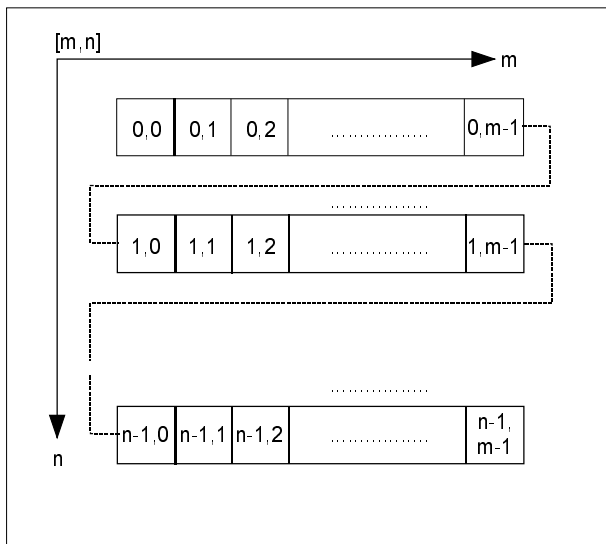 [m,n]
m
0,0 0,1 0,2 ................. 0,m-1
.................
1,0 1,1 1,2 ................. 1,m-1
.................
n-1,0 n-1,1 n-1,2 ................. n-1,
m-1
n